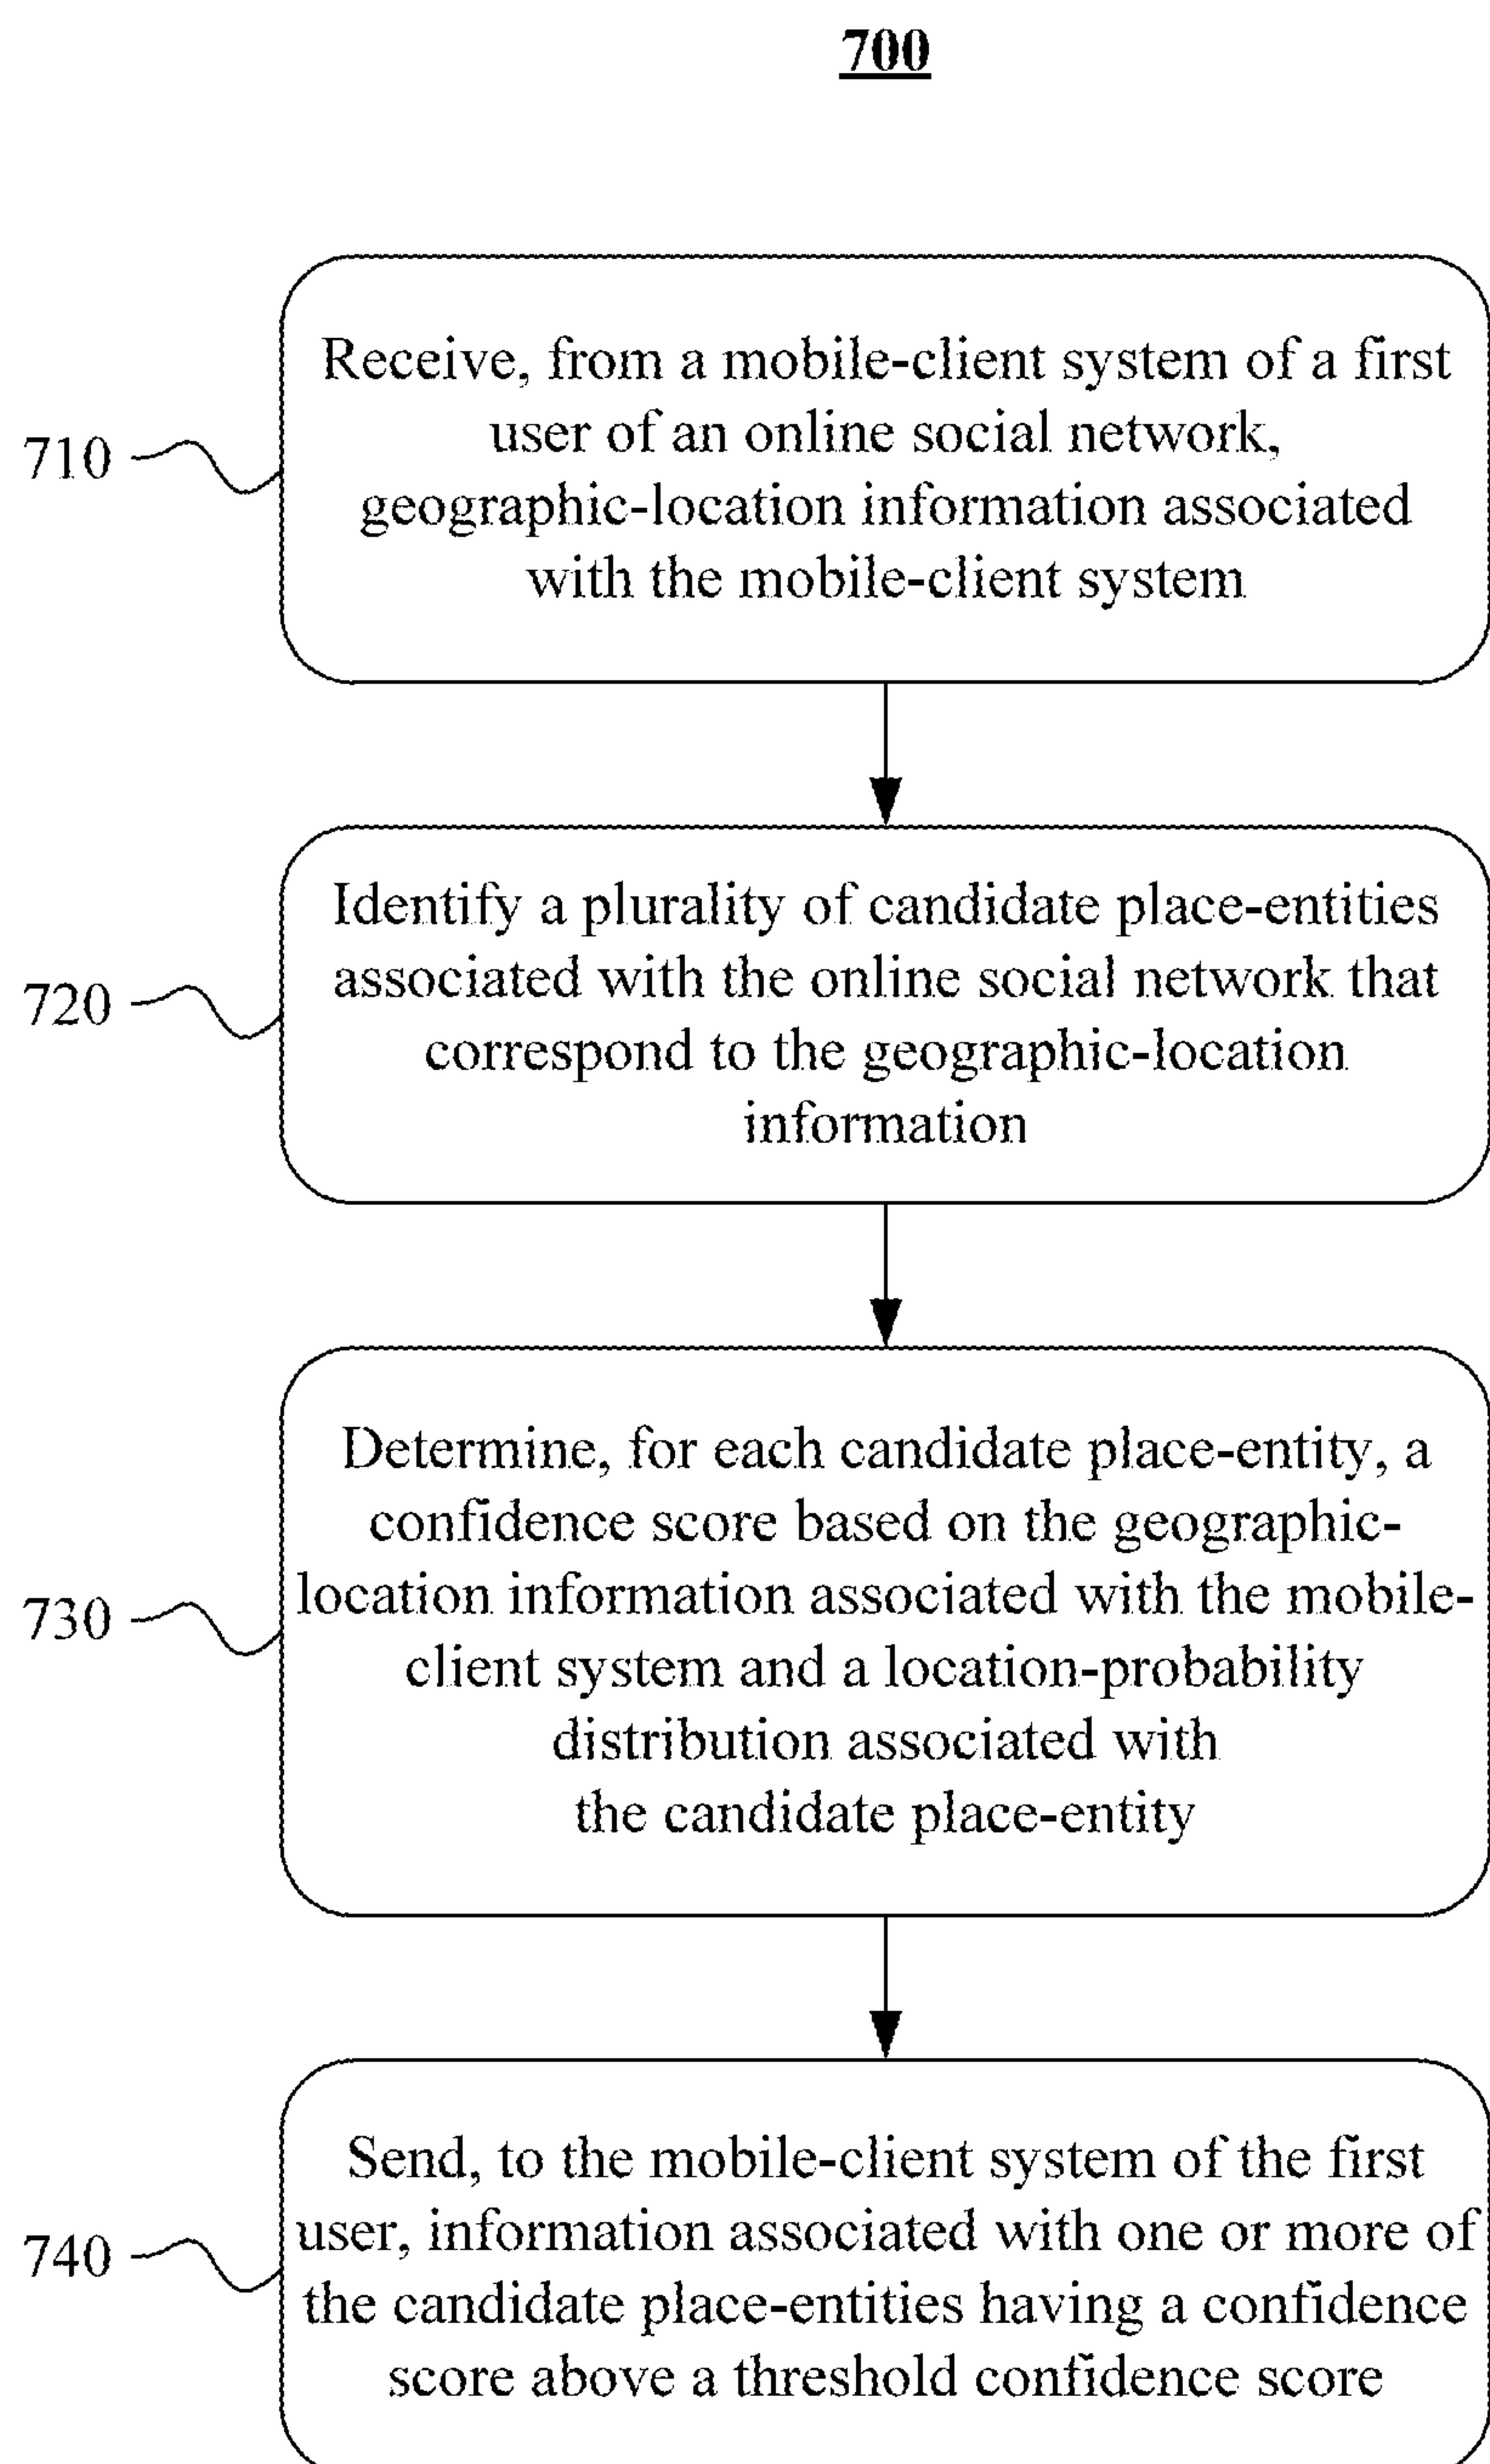 700
710
Receive, from a mobile-client system of a first
user of an online social network,
geographic-location information associated
with the mobile-client system
720
Identify a plurality of candidate place-entities
associated with the online social network that
correspond to the geographic-location
information
730
Determine, for each candidate place-entity, a
confidence score based on the geographic-
location information associated with the mobile-
client system and a location-probability
distribution associated with
the candidate place-entity
740
Send, to the mobile-client system of the first
user, information associated with one or more of
the candidate place-entities having a confidence
score above a threshold confidence score